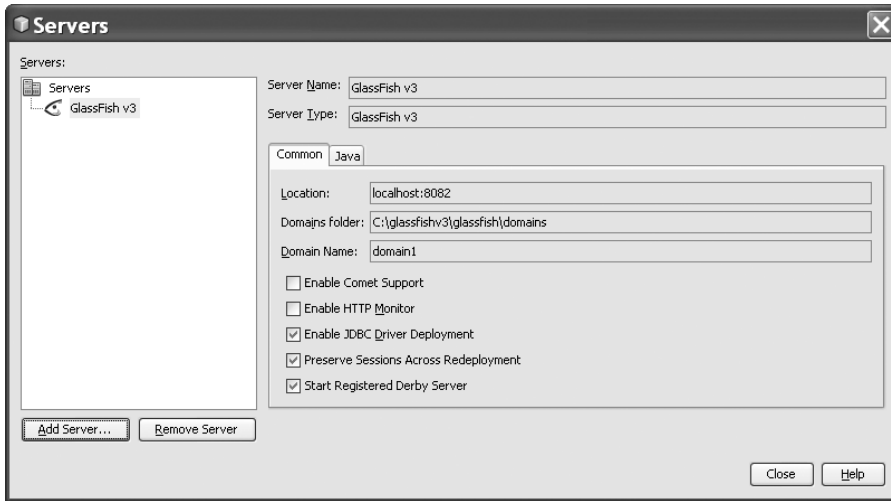 Servers
Servers:
Servers
GlassFish v3
Server Name: GlassFish v3
Server Type: GlassFish v3
Common Java
Location: localhost:8082
Domains folder: C:\glassfishv3\glassfish\domains
Domain Name: domain1
Enable Comet Support
Enable HTTP Monitor
Enable JDBC Driver Deployment
Preserve Sessions Across Redeployment
Start Registered Derby Server
Add Server... Remove Server
Close Help